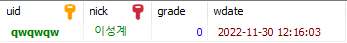 uid nick grade wdate
qwqwqw 이성계 0 2022-11-30 12:16:03